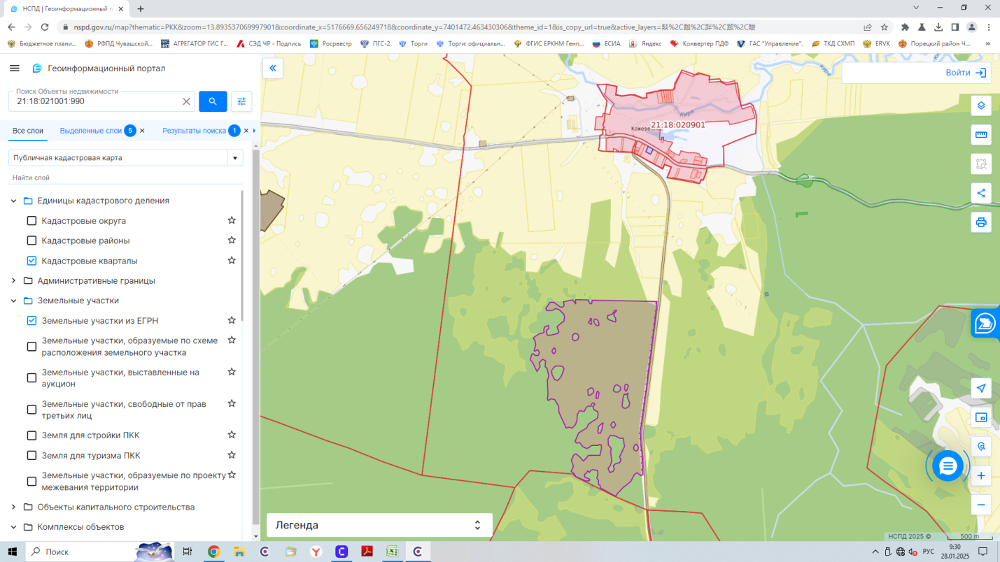 НСПД | Геоинформационный п
nspd.gov.ru/map?thematic=PKK&zoom=13.893537069997901&coordinate_x=5176669.656249718&coordinate_y=7401472.463430306&theme_id=1&is_copy_url=true&active_layers=
Бюджетное плани...
РФПД Чувашской...
АГРЕГАТОР ГИС Г...
СЭД ЧР - Подпись
Росреестр
ПГС-2
Торги
Торги: официальн...
ФГИС ЕГРКН Генп...
ЕСИА
Яндекс
Конвертер ПДФ
ГАС "Управление".
ТКД СХМП
ERVK
Порецкий район Ч...
»
Геоинформационный портал
Войти
Поиск Объекты недвижимости
21:18:021001:990
Все слои
Выделенные слои 5
Результаты поиска 1
Публичная кадастровая карта
Найти слой
Единицы кадастрового деления
Кадастровые округа
Кадастровые районы
Кадастровые кварталы
Административные границы
Земельные участки
Земельные участки из ЕГРН
Земельные участки, образуемые по схеме
расположения земельного участка
Земельные участки, выставленные на
аукцион
Земельные участки, свободные от прав
третьих лиц
Земля для стройки ПКК
Земля для туризма ПКК
Земельные участки, образуемые по проекту
межевания территории
Объекты капитального строительства
Комплексы объектов
Киря
Киря
21:18:020901
Легенда
НСПД 2025 ©
500 m
Поиск
РУС
9:30
28.01.2025